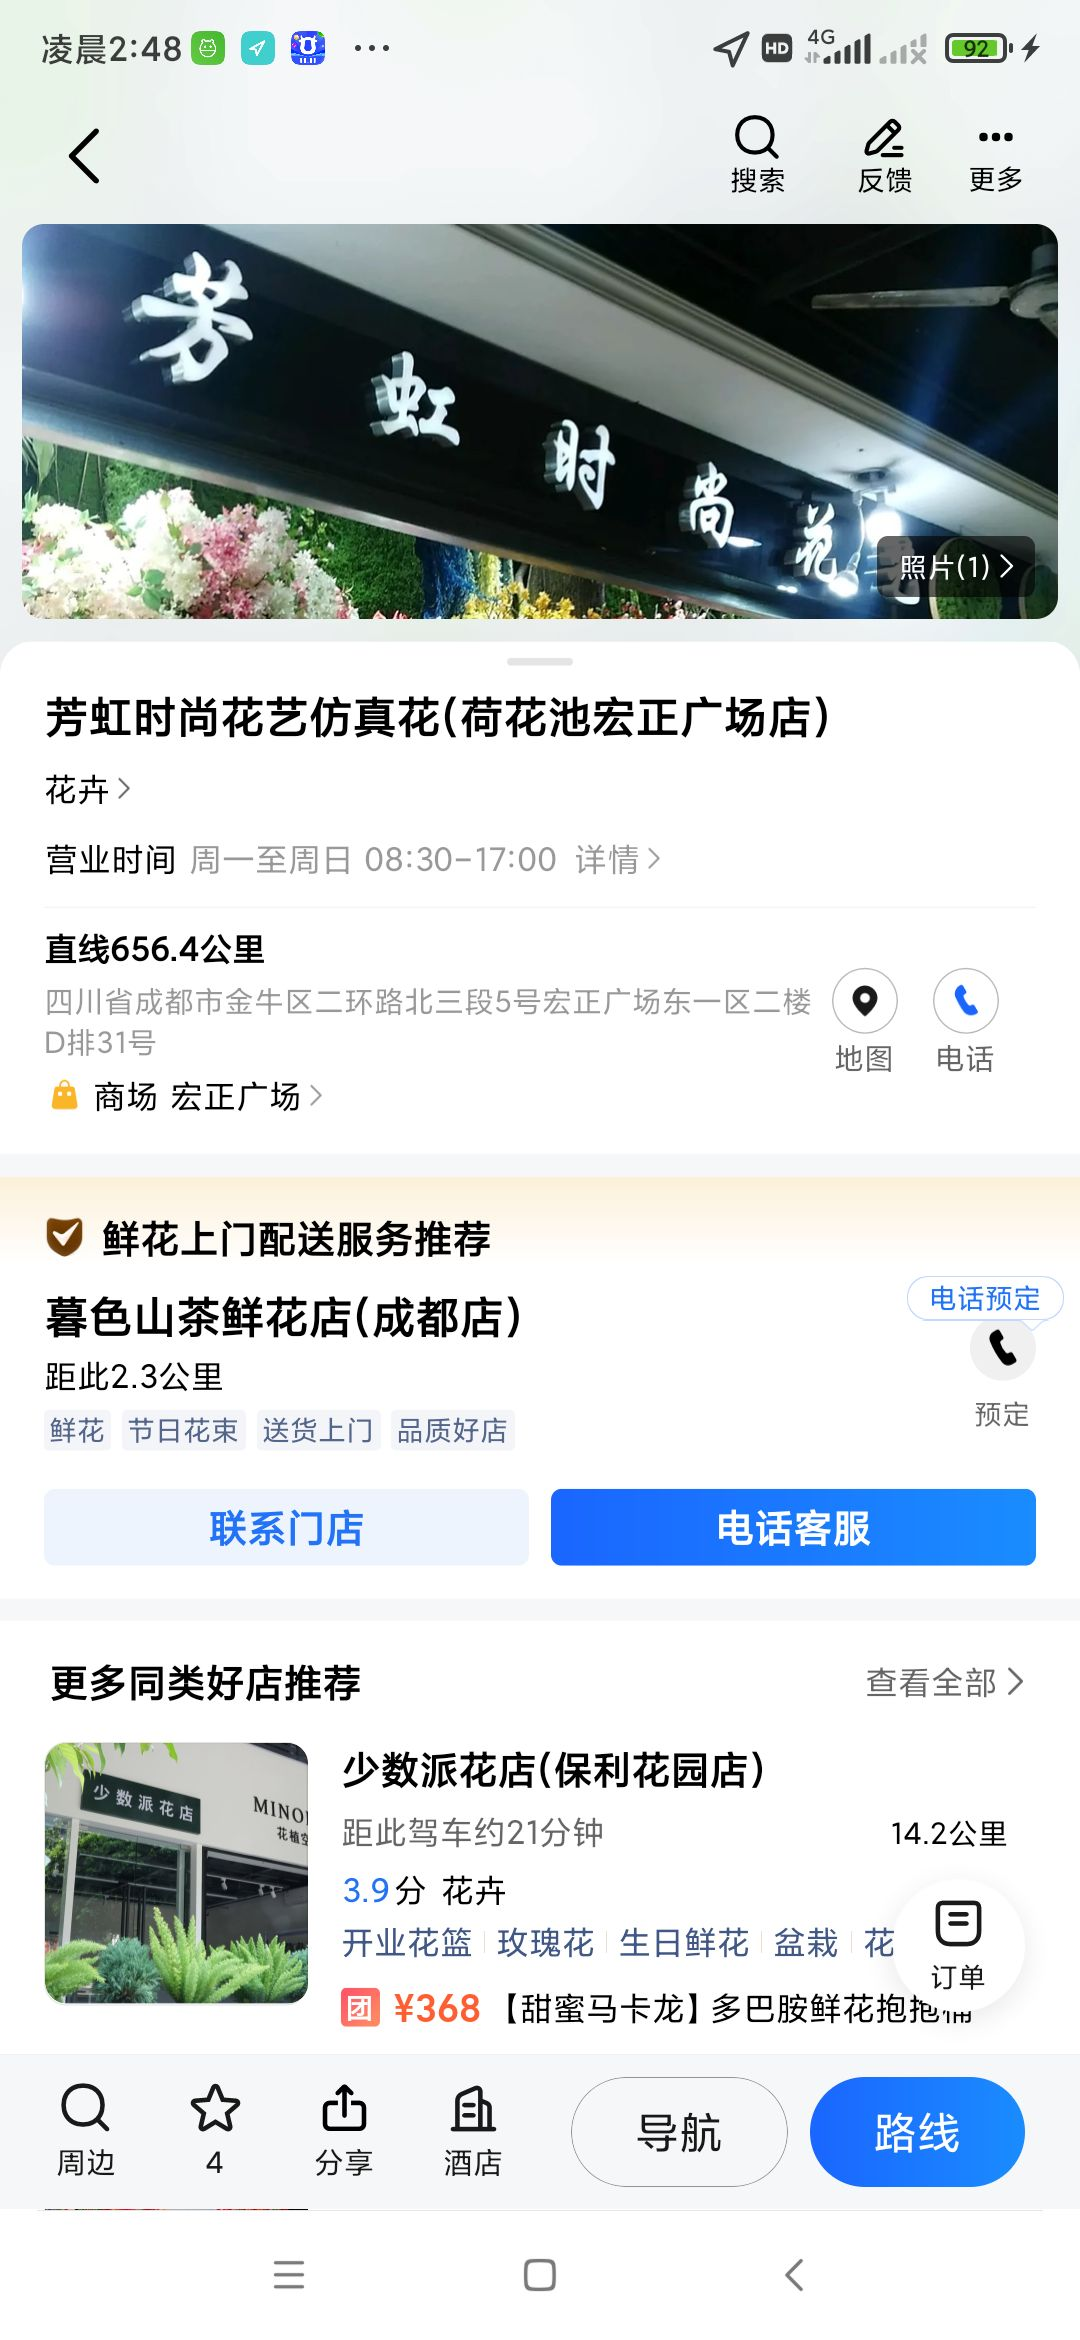 凌晨2:48
HD
4G
92
搜索
反馈
更多
芳虹时尚花
照片(1)
芳虹时尚花艺仿真花(荷花池宏正广场店)
花卉
营业时间 周一至周日 08:30-17:00 详情
直线656.4公里
四川省成都市金牛区二环路北三段5号宏正广场东一区二楼
D排31号
地图
电话
商场 宏正广场
鲜花上门配送服务推荐
暮色山茶鲜花店(成都店)
电话预定
距此2.3公里
预定
鲜花 节日花束 送货上门 品质好店
联系门店
电话客服
更多同类好店推荐
查看全部
少数派花店
MINO
花植空
少数派花店(保利花园店)
距此驾车约21分钟
14.2公里
3.9分 花卉
开业花篮 玫瑰花 生日鲜花 盆栽 花
订单
团 ¥368 【甜蜜马卡龙】多巴胺鲜花抱抱桶
周边
4
分享
酒店
导航
路线